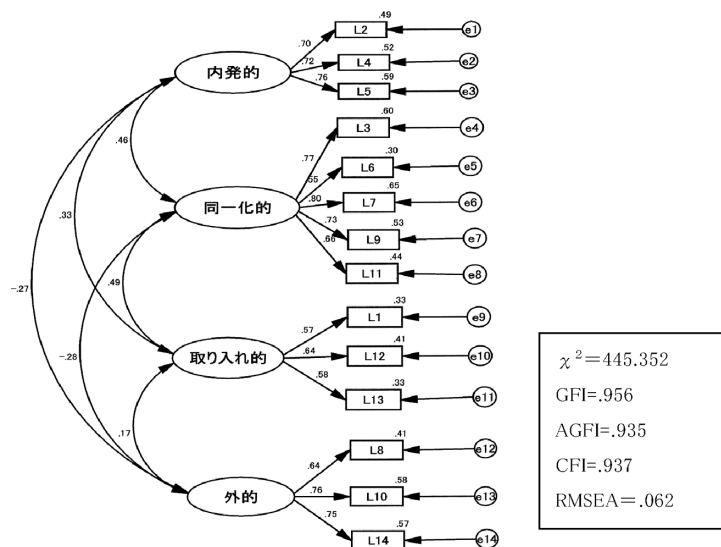 .49
L2
e1
.70
.52
.72
L4
e2
内発的
.59
.76
L5
e3
.60
L3
e4
.46
.77
.30
L6
e5
.55
.65
.80
L7
e6
同一化的
.33
.73
.53
L9
e7
.66
.44
L11
e8
-.27
.49
.33
L1
e9
.57
.41
.64
L12
e10
取り入れ的
-.28
.58
.33
L13
e11
.17
.41
L8
e12
.64
.58
.76
L10
e13
外的
.75
.57
L14
e14
χ²=445.352
GFI=.956
AGFI=.935
CFI=.937
RMSEA=.062